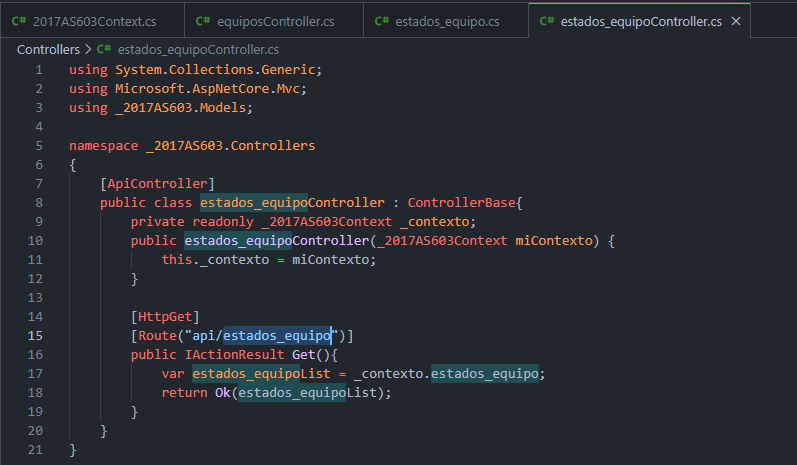 C# 2017AS603Context.cs C# equiposController.cs C# estados_equipo.cs C# estados_equipoController.cs ×
Controllers > C# estados_equipoController.cs
1 using System.Collections.Generic;
2 using Microsoft.AspNetCore.Mvc;
3 using _2017AS603.Models;
4
5 namespace _2017AS603.Controllers
6 {
7     [ApiController]
8     public class estados_equipoController : ControllerBase{
9         private readonly _2017AS603Context _contexto;
10         public estados_equipoController(_2017AS603Context miContexto) {
11             this._contexto = miContexto;
12         }
13
14         [HttpGet]
15         [Route("api/estados_equipo")]
16         public IActionResult Get(){
17             var estados_equipoList = _contexto.estados_equipo;
18             return Ok(estados_equipoList);
19         }
20     }
21 }